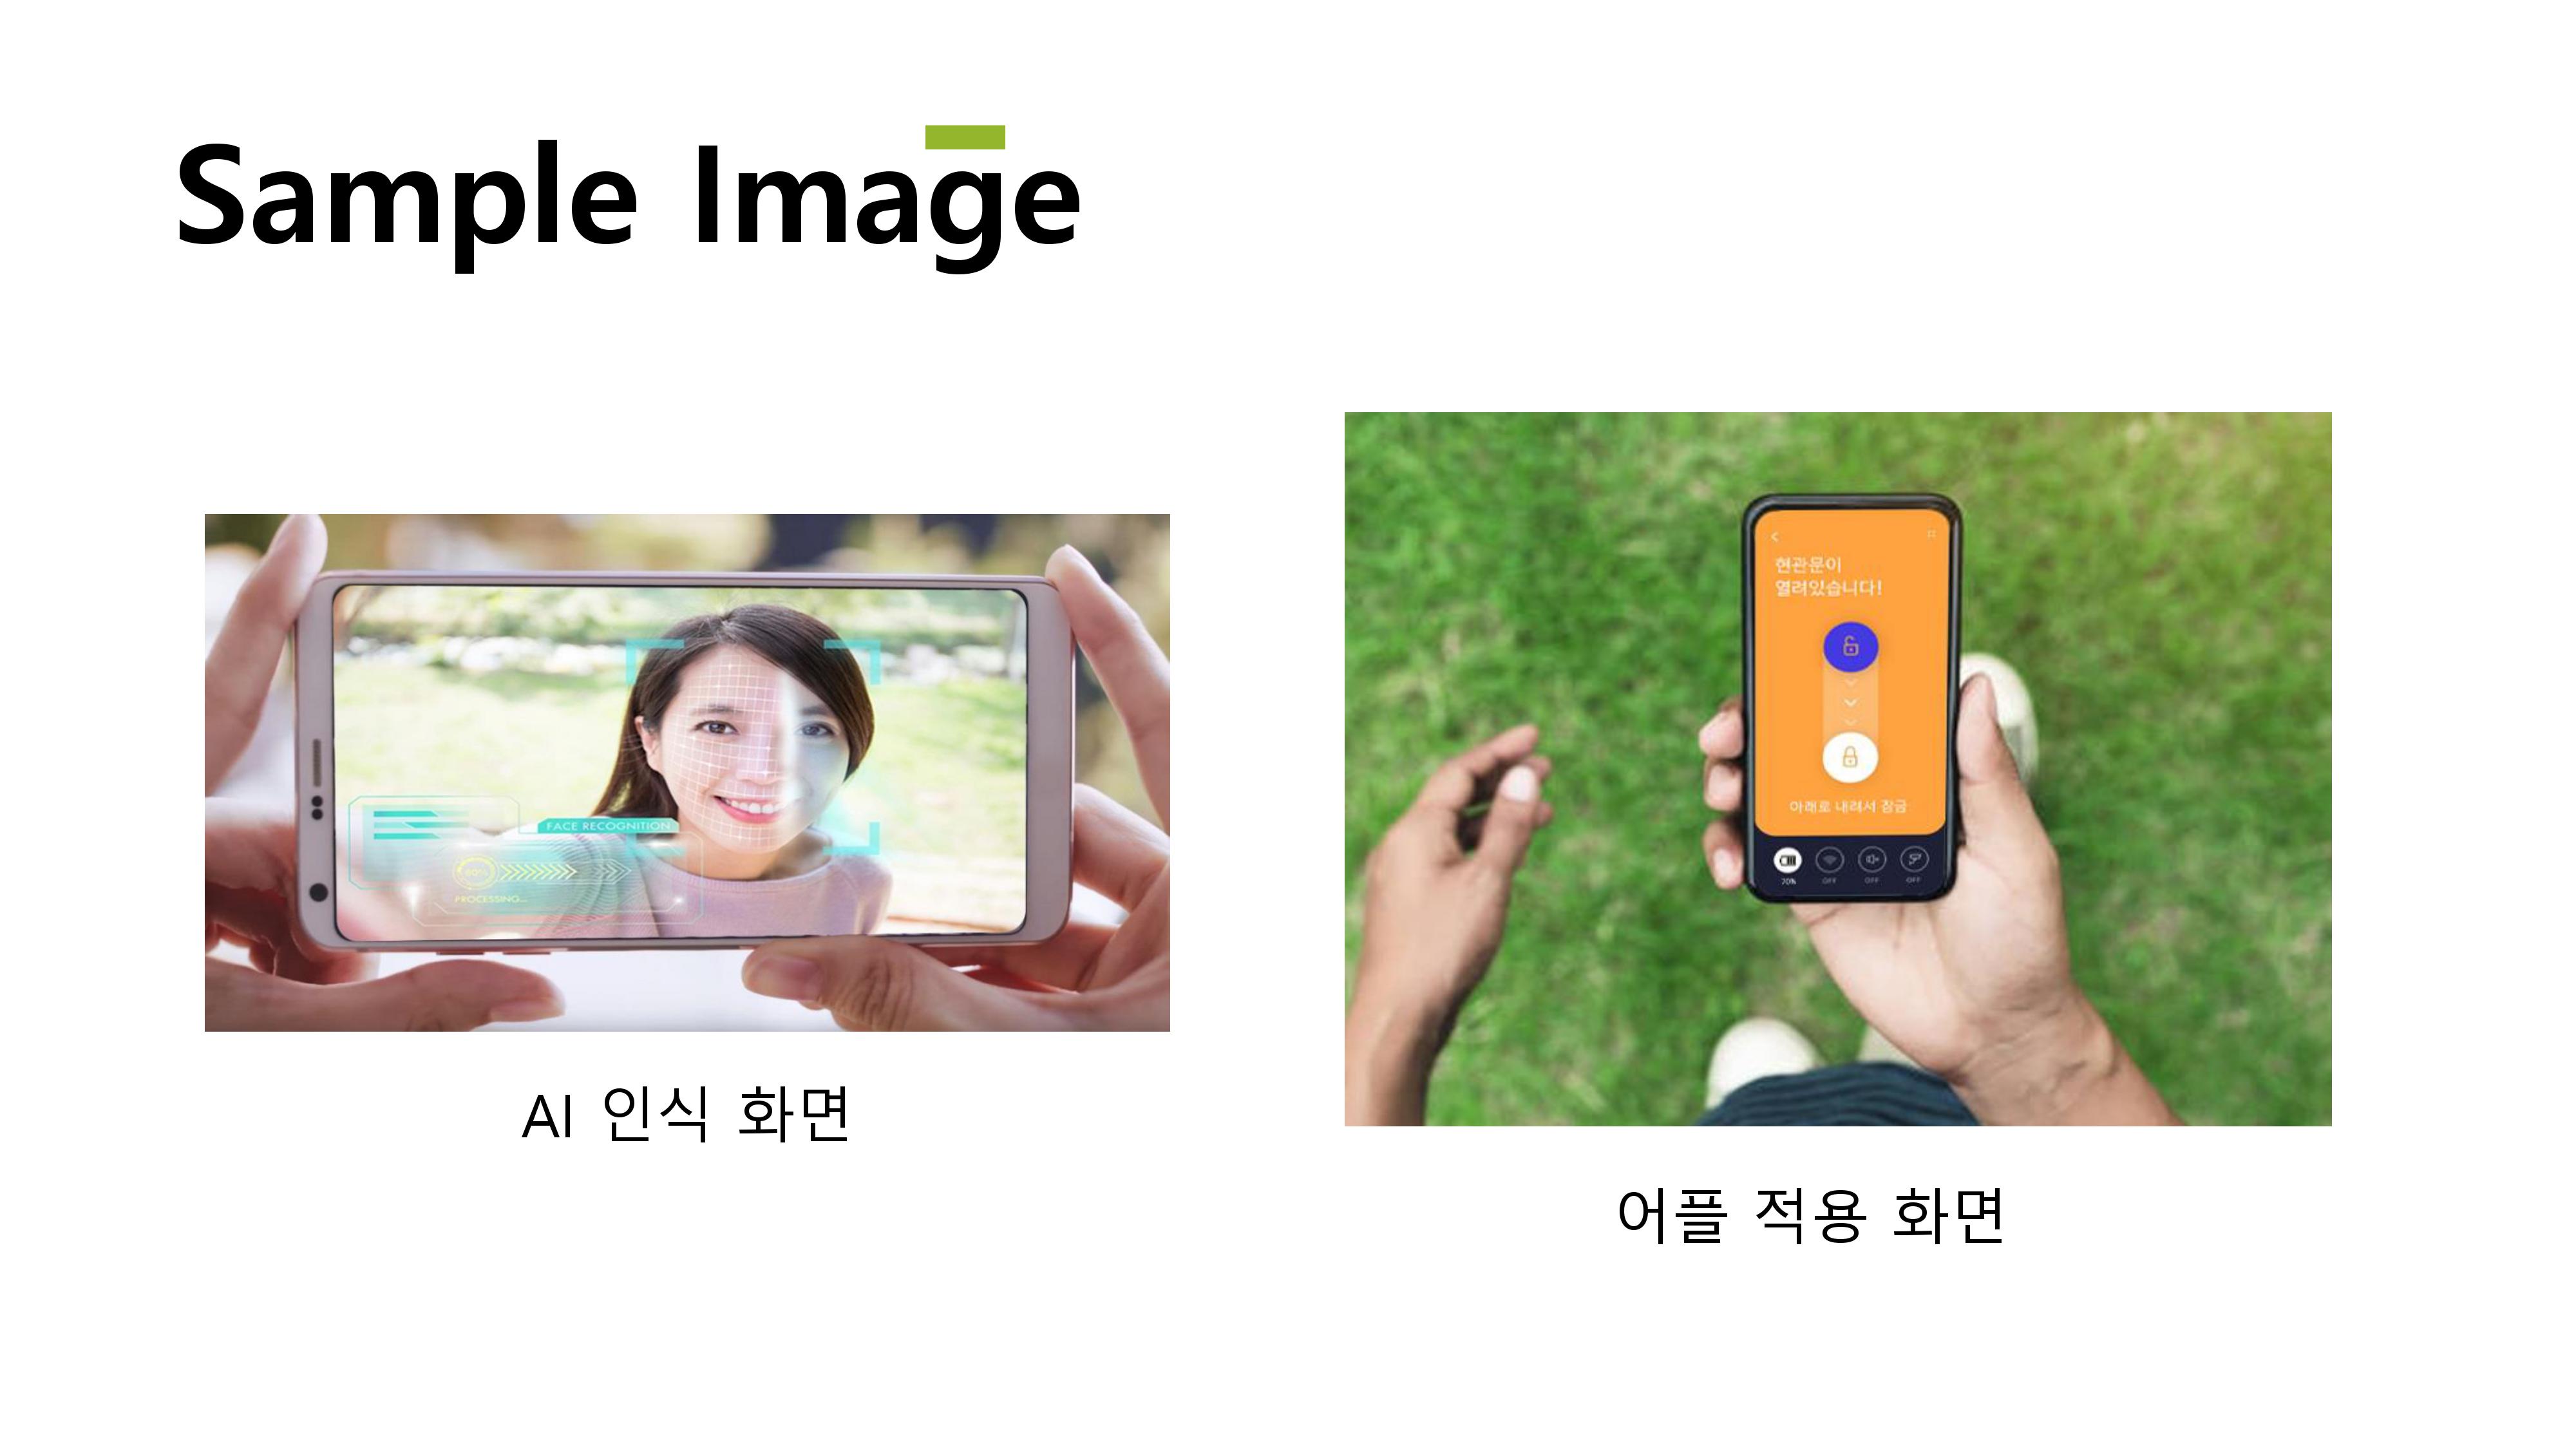 Sample Image
FACE RECOGNITION
80%
PROCESSING...
AI 인식 화면
현관문이
열려있습니다!
아래로 내려서 잠금
70%
OFF
OFF
OFF
어플 적용 화면